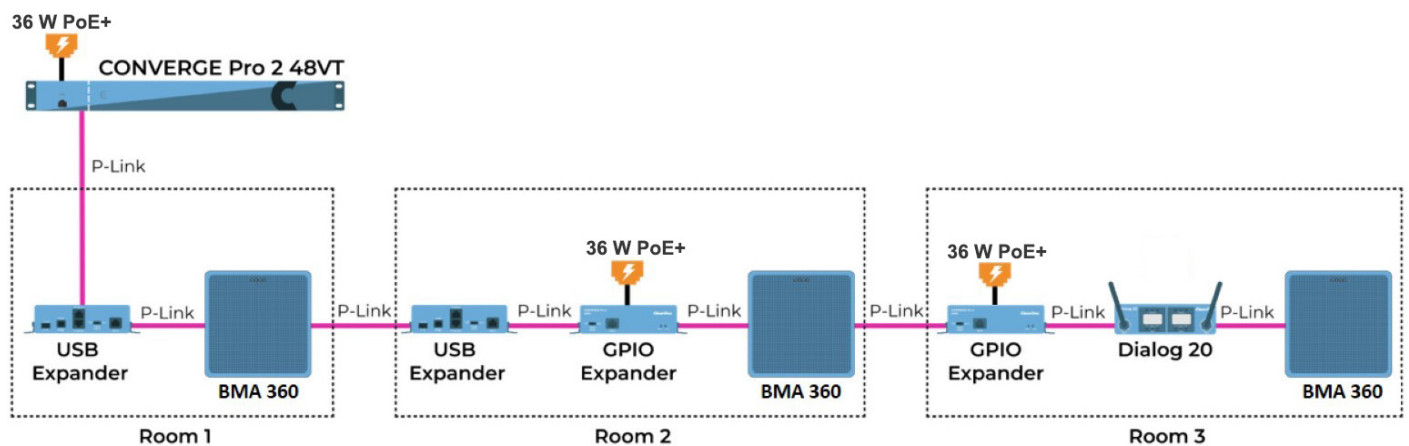 36 W PoE+
CONVERGE Pro 2 48VT
P-Link
36 W PoE+
36 W PoE+
P-Link
P-Link
P-Link
P-Link
P-Link
P-Link
P-Link
USB
Expander
BMA 360
USB
Expander
GPIO
Expander
BMA 360
GPIO
Expander
Dialog 20
BMA 360
Room 1
Room 2
Room 3